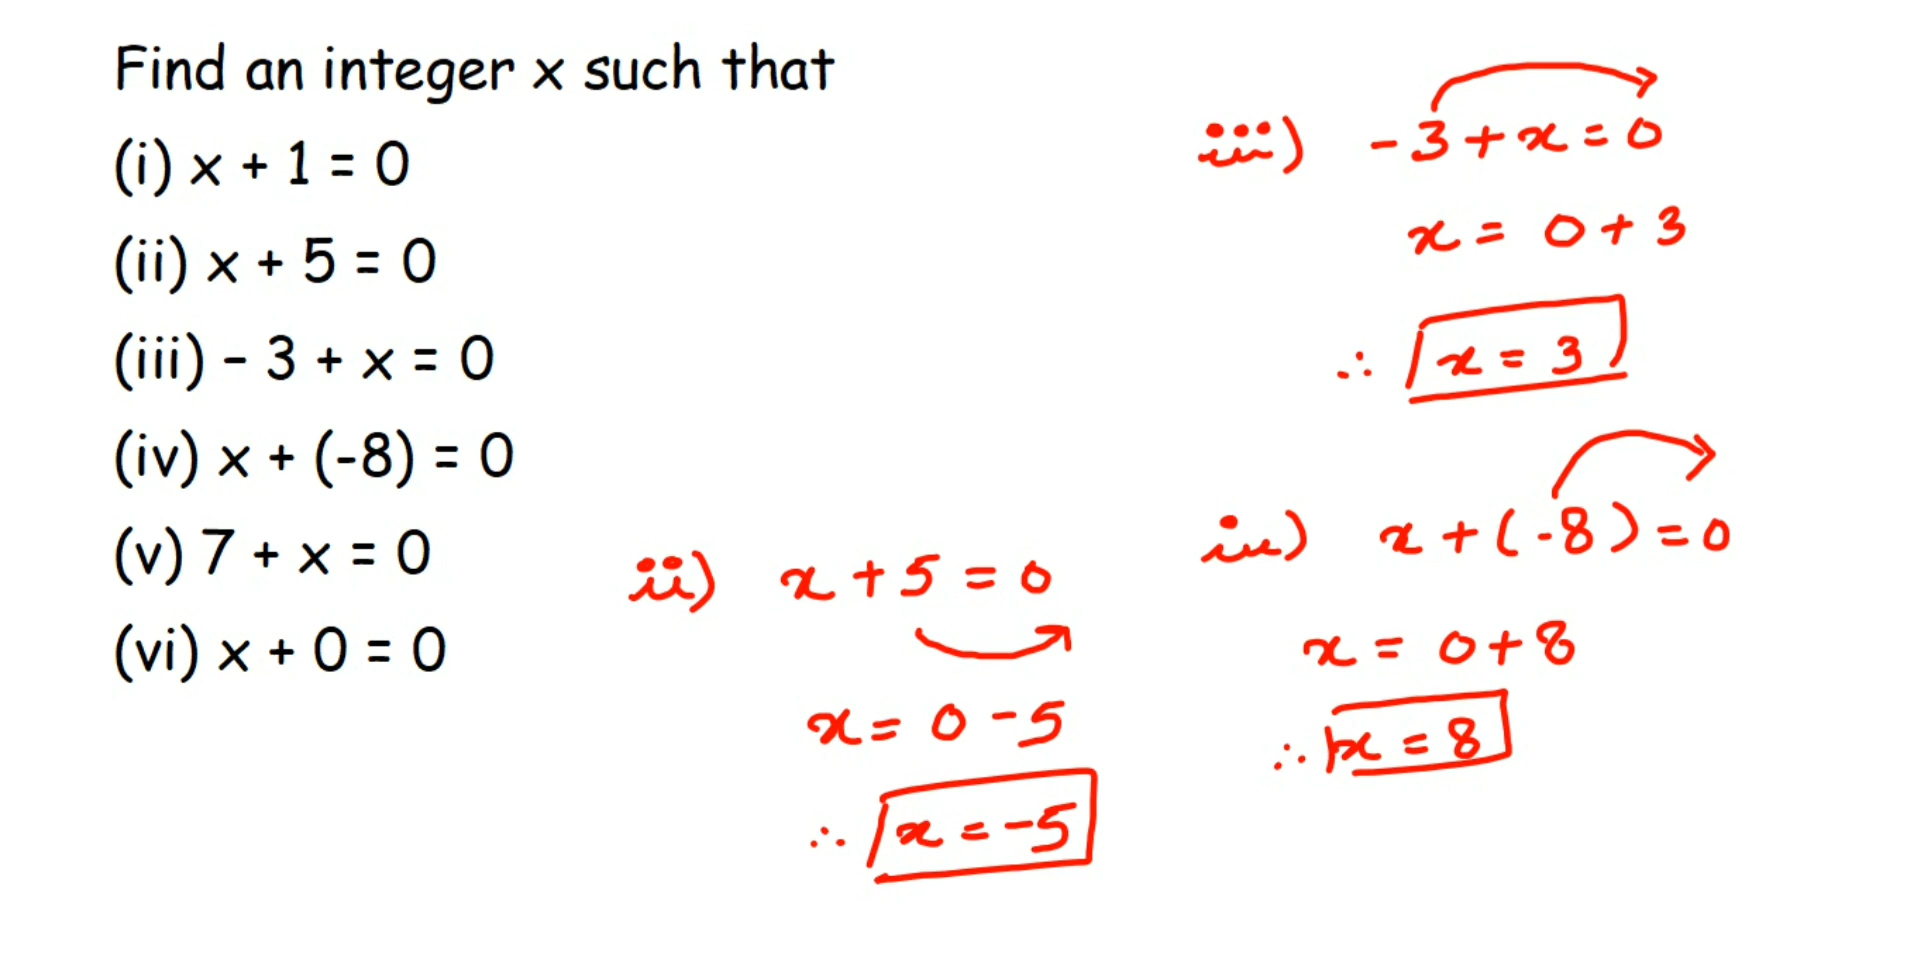 Find an integer x such that
(i) x + 1 = 0
(ii) x + 5 = 0
(iii) - 3 + x = 0
(iv) x + (-8) = 0
(v) 7 + x = 0
(vi) x + 0 = 0
ii) x + 5 = 0
x = 0 - 5
∴ x = -5
iii) -3 + x = 0
x = 0 + 3
∴ x = 3
iv) x + (-8) = 0
x = 0 + 8
∴ x = 8